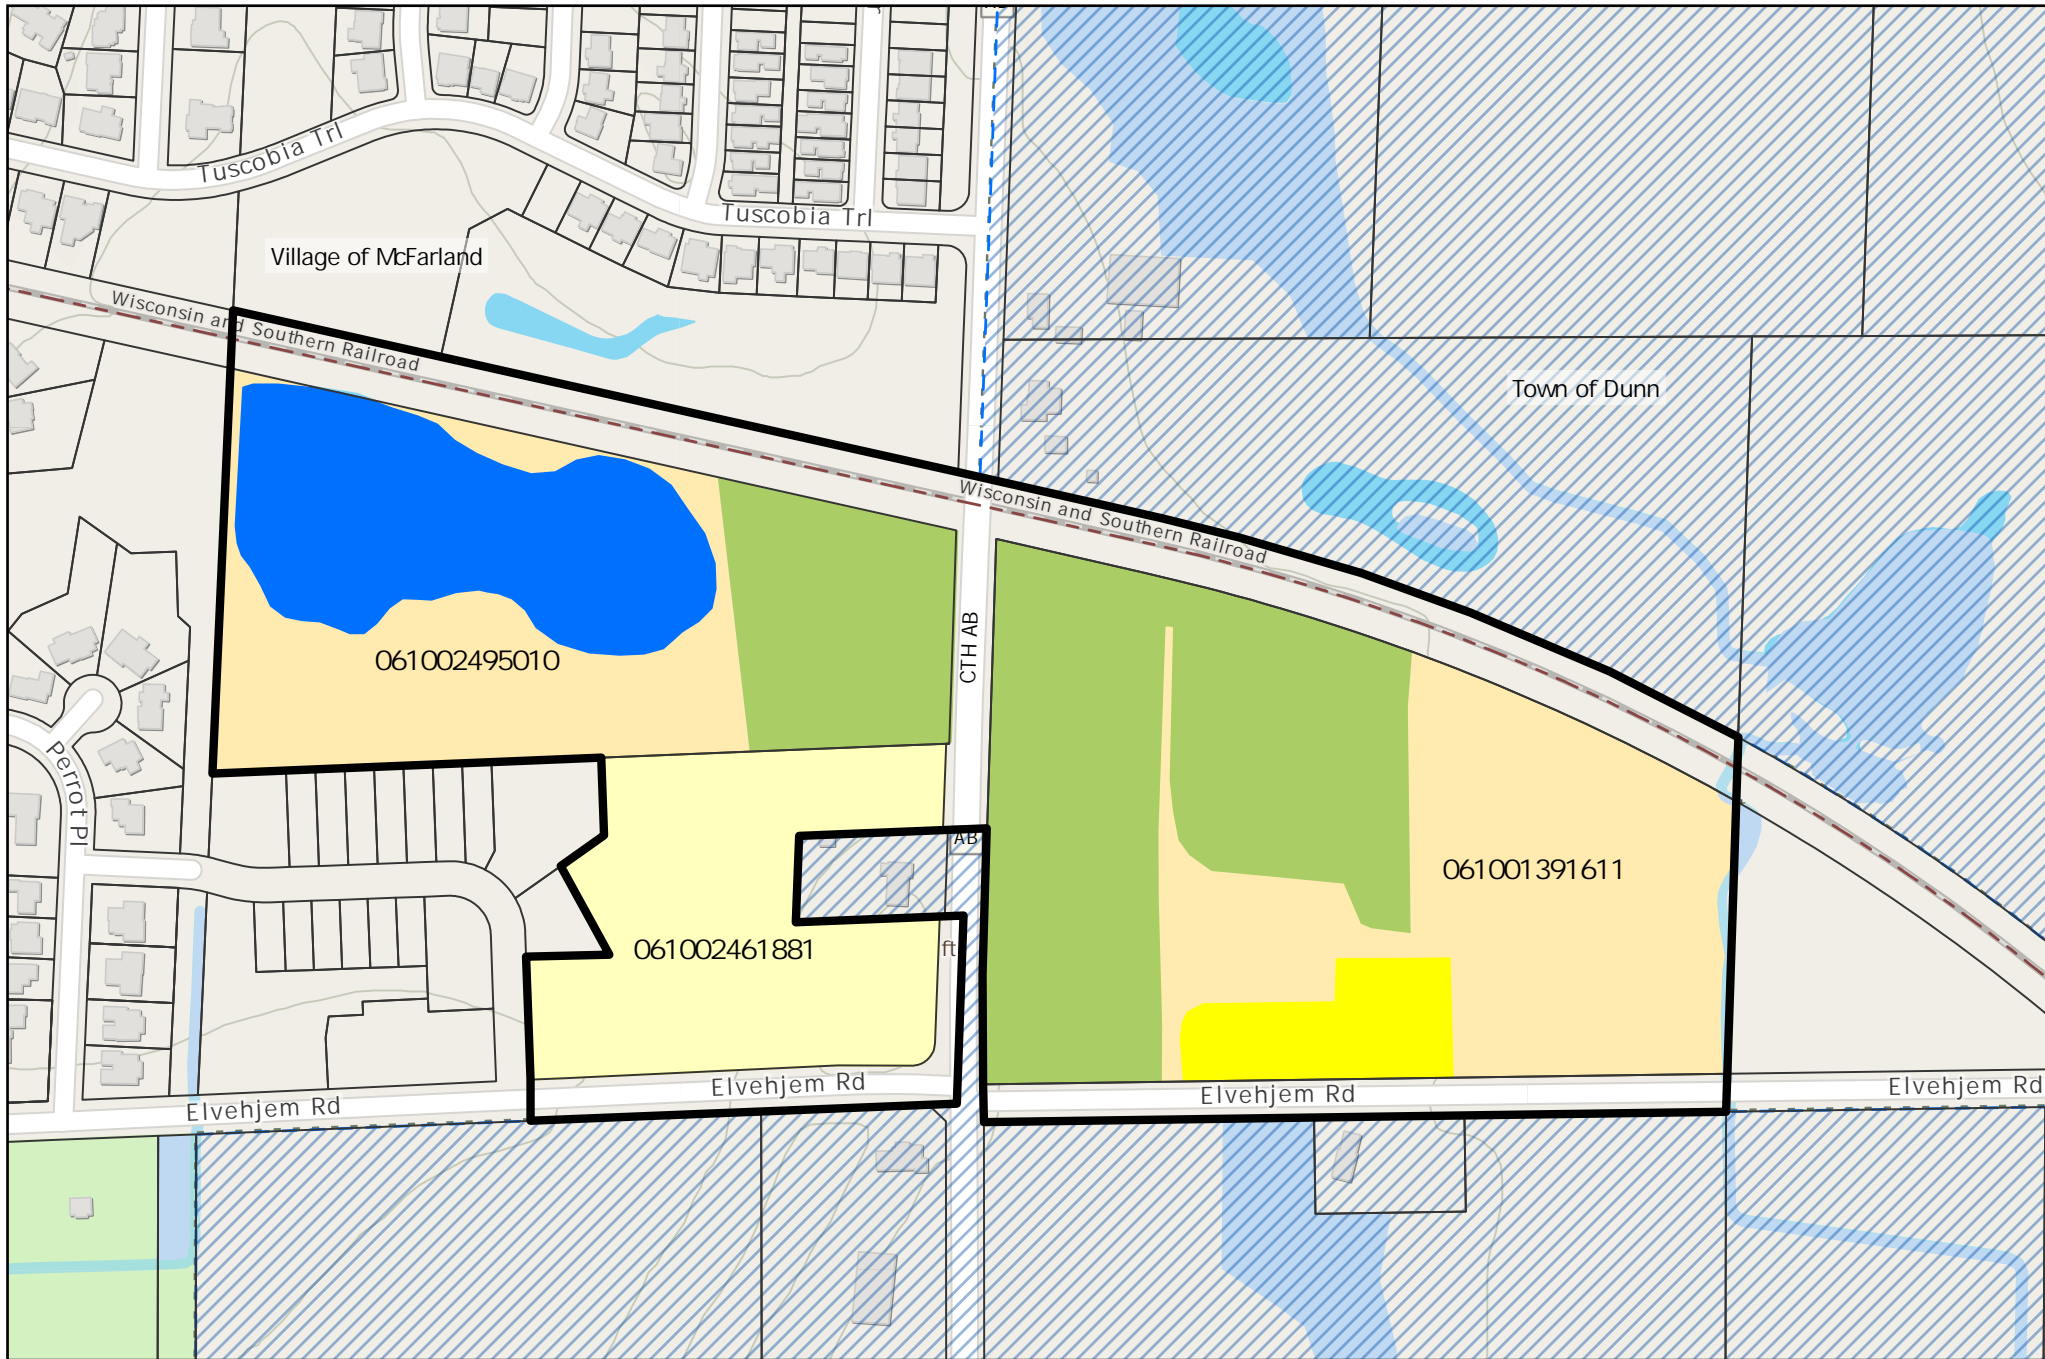 Tuscobia Trl
Tuscobia Trl
Village of McFarland
Wisconsin and Southern Railroad
Town of Dunn
Wisconsin and Southern Railroad
CTH AB
061002495010
Perrot Pl
AB
061001391611
061002461881
ft
Elvehjem Rd
Elvehjem Rd
Elvehjem Rd
Elvehjem Rd